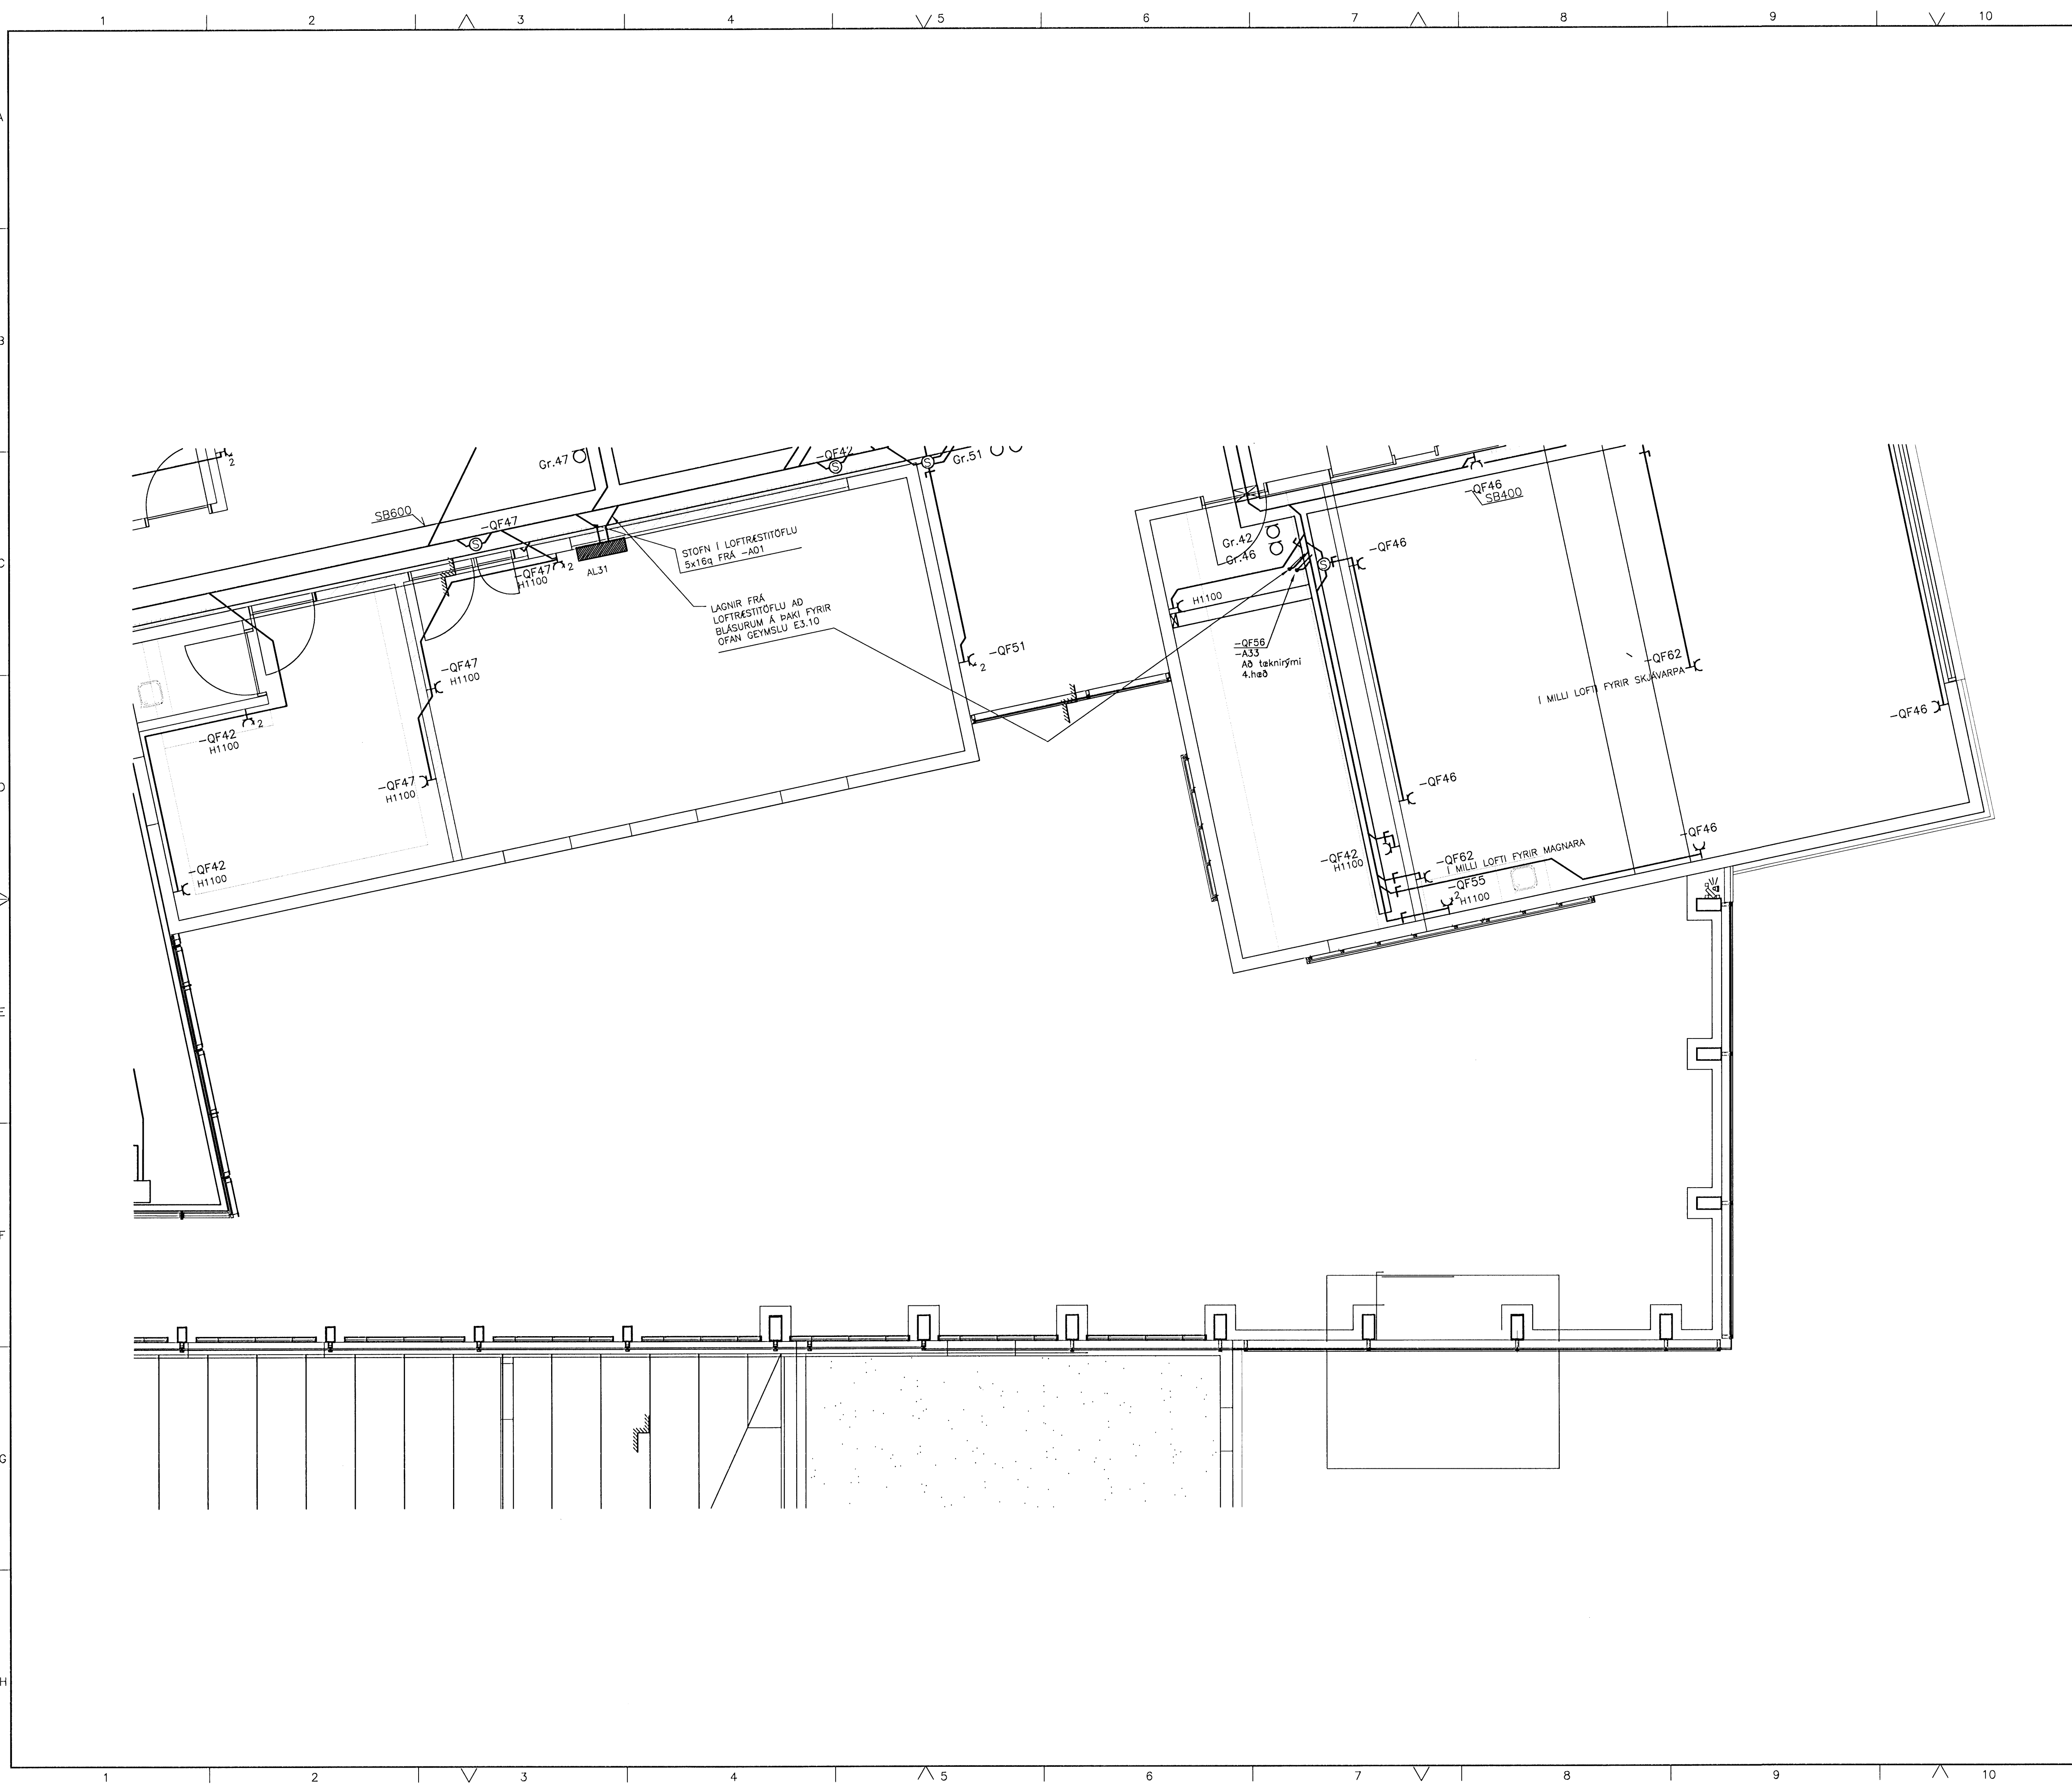 1 2 3 4 5 6 7 8 9 10
A
B
C
D
E
F
G
H
2
Gr.47
-QF42
S
S
Gr.51
SB600
-QF47
S
-QF47
H1100
2
AL31
STOFN Í LOFTRÆSTITÖFLU
5x16q FRÁ -A01
LAGNIR FRÁ
LOFTRÆSTITÖFLU AÐ
BLÁSURUM Á ÞAKI FYRIR
OFAN GEYMSLU E3.10
-QF46
SB400
Gr.42
Gr.46
S
-QF46
H1100
-QF56
-A33
Að tæknirými
4.hæð
-QF51
2
-QF47
H1100
-QF62
Í MILLI LOFTI FYRIR SKJÁVARPA
-QF46
2
-QF42
H1100
-QF47
H1100
-QF46
-QF46
-QF42
H1100
-QF42
H1100
-QF62
Í MILLI LOFTI FYRIR MAGNARA
-QF55
2
H1100
1 2 3 4 5 6 7 8 9 10